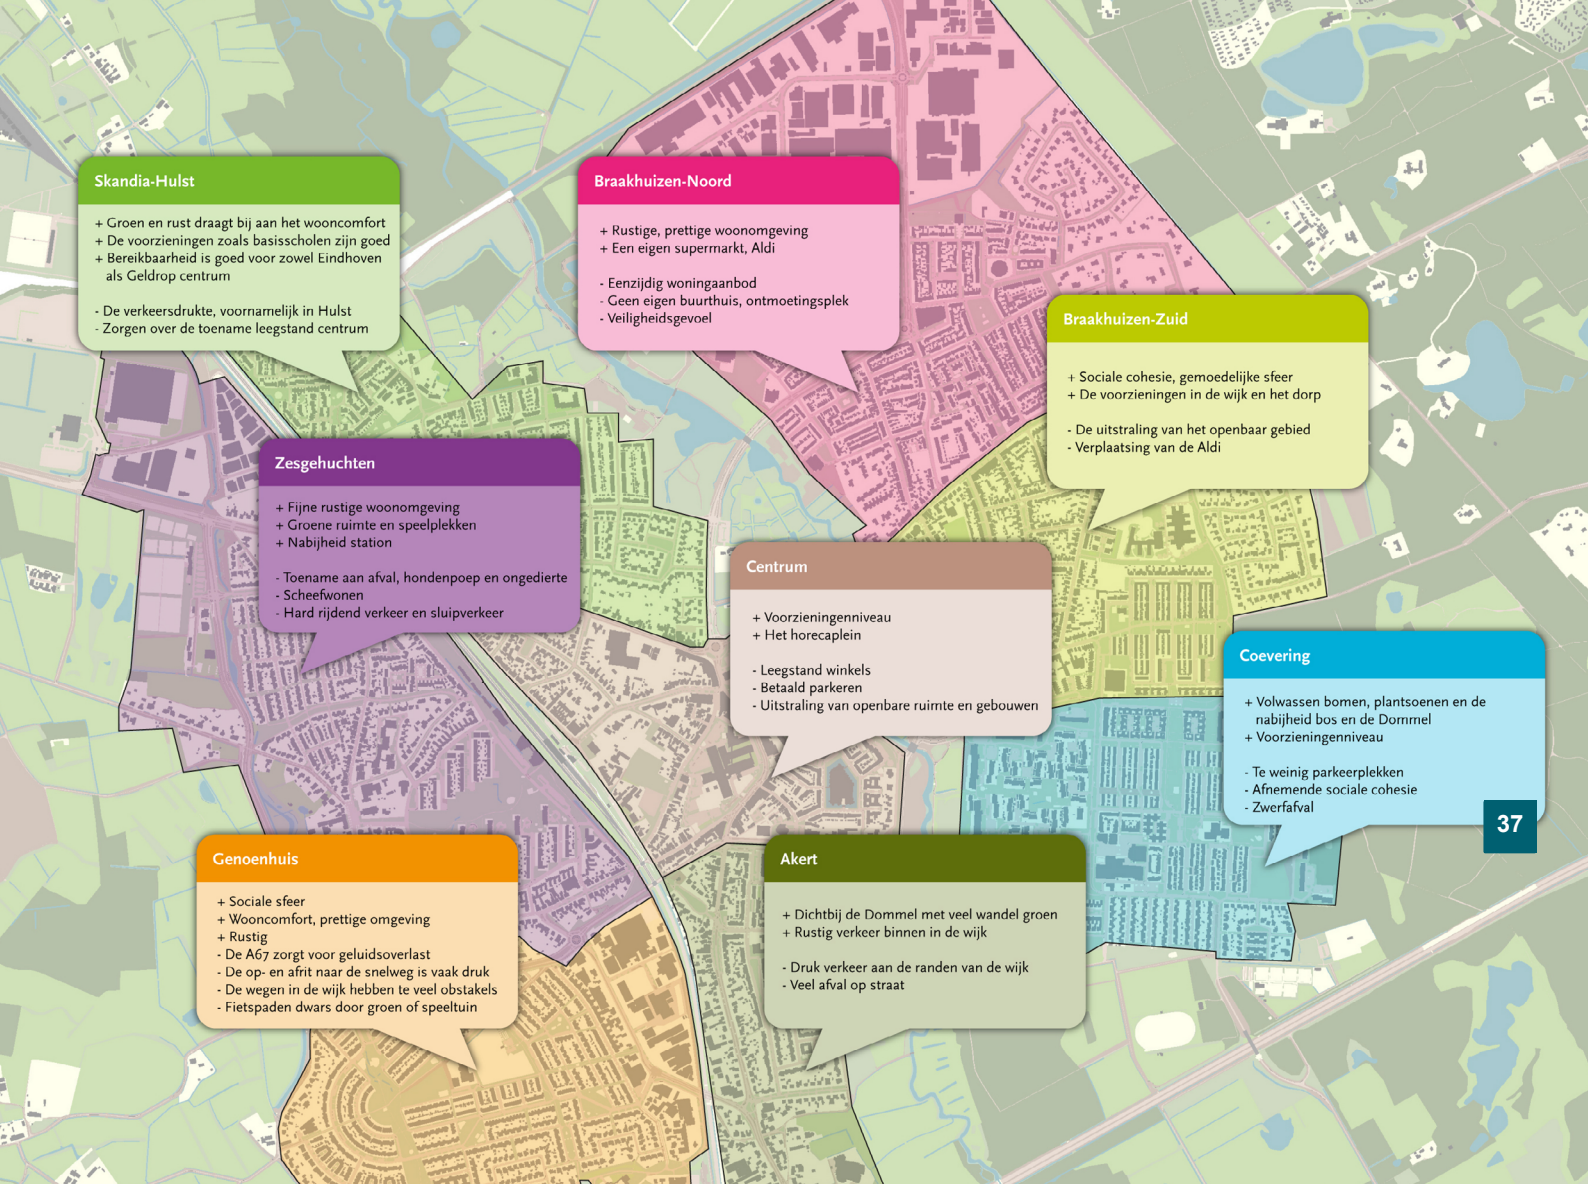 Skandia-Hulst
+ Groen en rust draagt bij aan het wooncomfort
+ De voorzieningen zoals basisscholen zijn goed
+ Bereikbaarheid is goed voor zowel Eindhoven
als Geldrop centrum
- De verkeersdrukte, voornamelijk in Hulst
- Zorgen over de toename leegstand centrum
Braakhuizen-Noord
+ Rustige, prettige woonomgeving
+ Een eigen supermarkt, Aldi
- Eenzijdig woningaanbod
- Geen eigen buurthuis, ontmoetingsplek
- Veiligheidsgevoel
Braakhuizen-Zuid
+ Sociale cohesie, gemoedelijke sfeer
+ De voorzieningen in de wijk en het dorp
- De uitstraling van het openbaar gebied
- Verplaatsing van de Aldi
Zesgehuchten
+ Fijne rustige woonomgeving
+ Groene ruimte en speelplekken
+ Nabijheid station
- Toename aan afval, hondenpoep en ongedierte
- Scheefwonen
- Hard rijdend verkeer en sluipverkeer
Centrum
+ Voorzieningenniveau
+ Het horecaplein
- Leegstand winkels
- Betaald parkeren
- Uitstraling van openbare ruimte en gebouwen
Coevering
+ Volwassen bomen, plantsoenen en de
nabijheid bos en de Dommel
+ Voorzieningenniveau
- Te weinig parkeerplekken
- Afnemende sociale cohesie
- Zwerfafval
37
Genoenhuis
+ Sociale sfeer
+ Wooncomfort, prettige omgeving
+ Rustig
- De A67 zorgt voor geluidsoverlast
- De op- en afrit naar de snelweg is vaak druk
- De wegen in de wijk hebben te veel obstakels
- Fietspaden dwars door groen of speeltuin
Akert
+ Dichtbij de Dommel met veel wandel groen
+ Rustig verkeer binnen in de wijk
- Druk verkeer aan de randen van de wijk
- Veel afval op straat